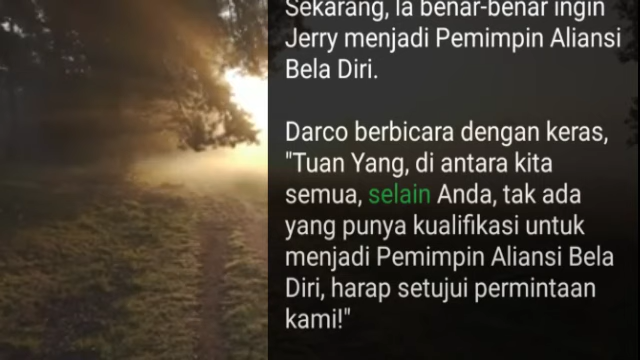 Sekarang, Ia benar-benar ingin
Jerry menjadi Pemimpin Aliansi
Bela Diri.
Darco berbicara dengan keras,
"Tuan Yang, di antara kita
semua, selain Anda, tak ada
yang punya kualifikasi untuk
menjadi Pemimpin Aliansi Bela
Diri, harap setujui permintaan
kami!"